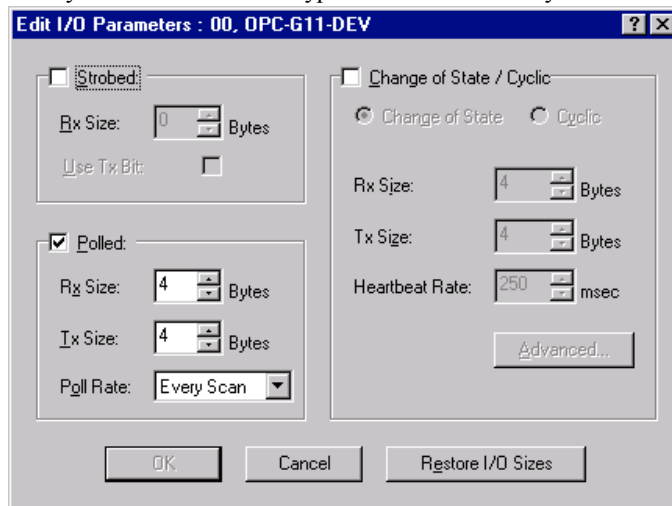 Edit I/O Parameters : 00, OPC-G11-DEV
Strobed:
Rx Size: 0 Bytes
Use Tx Bit:
Polled:
Rx Size: 4 Bytes
Tx Size: 4 Bytes
Poll Rate: Every Scan
Change of State / Cyclic
Change of State Cyclic
Rx Size: 4 Bytes
Tx Size: 4 Bytes
Heartbeat Rate: 250 msec
Advanced...
OK Cancel Restore I/O Sizes